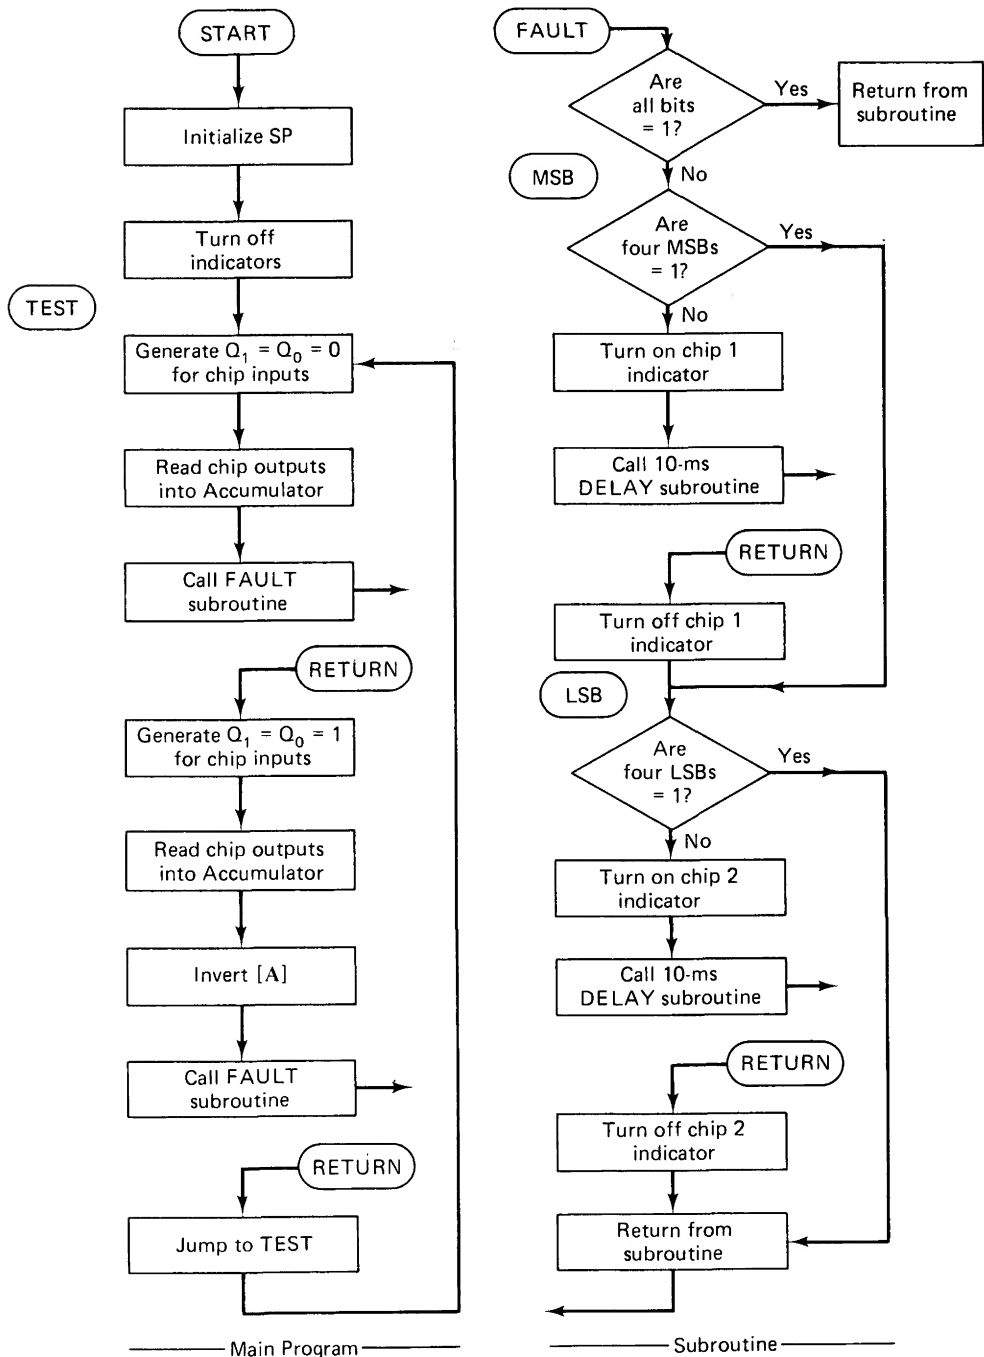 START
Initialize SP
Turn off
indicators
TEST
Generate Q₁ = Q₀ = 0
for chip inputs
Read chip outputs
into Accumulator
Call FAULT
subroutine
RETURN
Generate Q₁ = Q₀ = 1
for chip inputs
Read chip outputs
into Accumulator
Invert [A]
Call FAULT
subroutine
RETURN
Jump to TEST
Main Program
FAULT
Are
all bits
= 1?
Yes
Return from
subroutine
No
MSB
Are
four MSBs
= 1?
Yes
No
Turn on chip 1
indicator
Call 10-ms
DELAY subroutine
RETURN
Turn off chip 1
indicator
LSB
Are
four LSBs
= 1?
Yes
No
Turn on chip 2
indicator
Call 10-ms
DELAY subroutine
RETURN
Turn off chip 2
indicator
Return from
subroutine
Subroutine